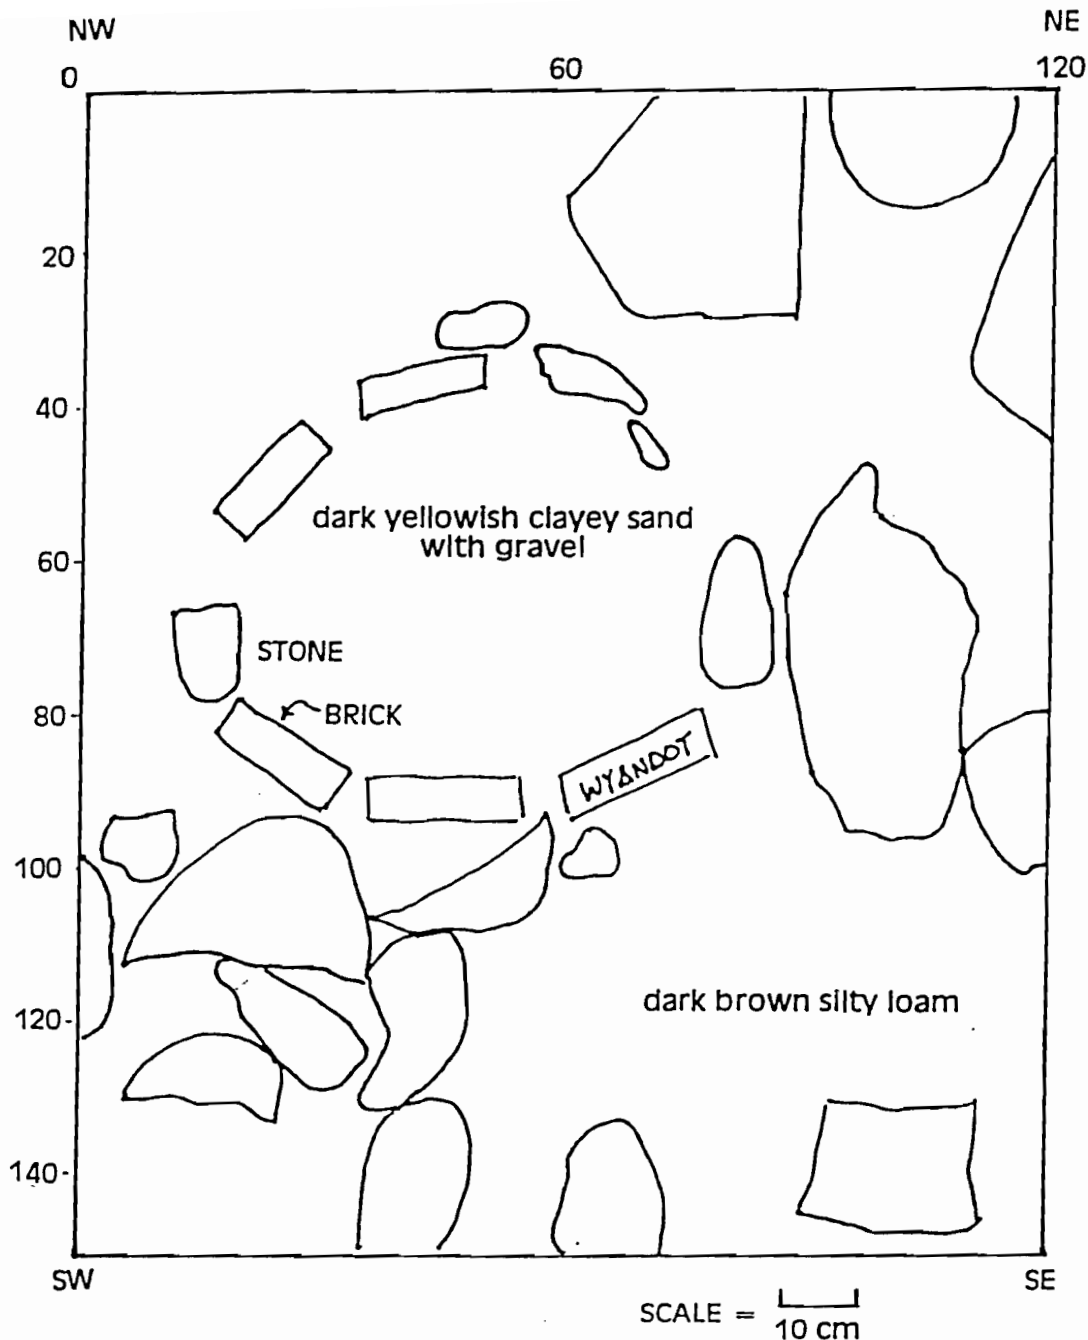 NW NE
0 60 120
20
40
dark yellowish clayey sand
with gravel
60
STONE
80 BRICK
WYANDOT
100
dark brown silty loam
120
140
SW SE
SCALE = 10 cm